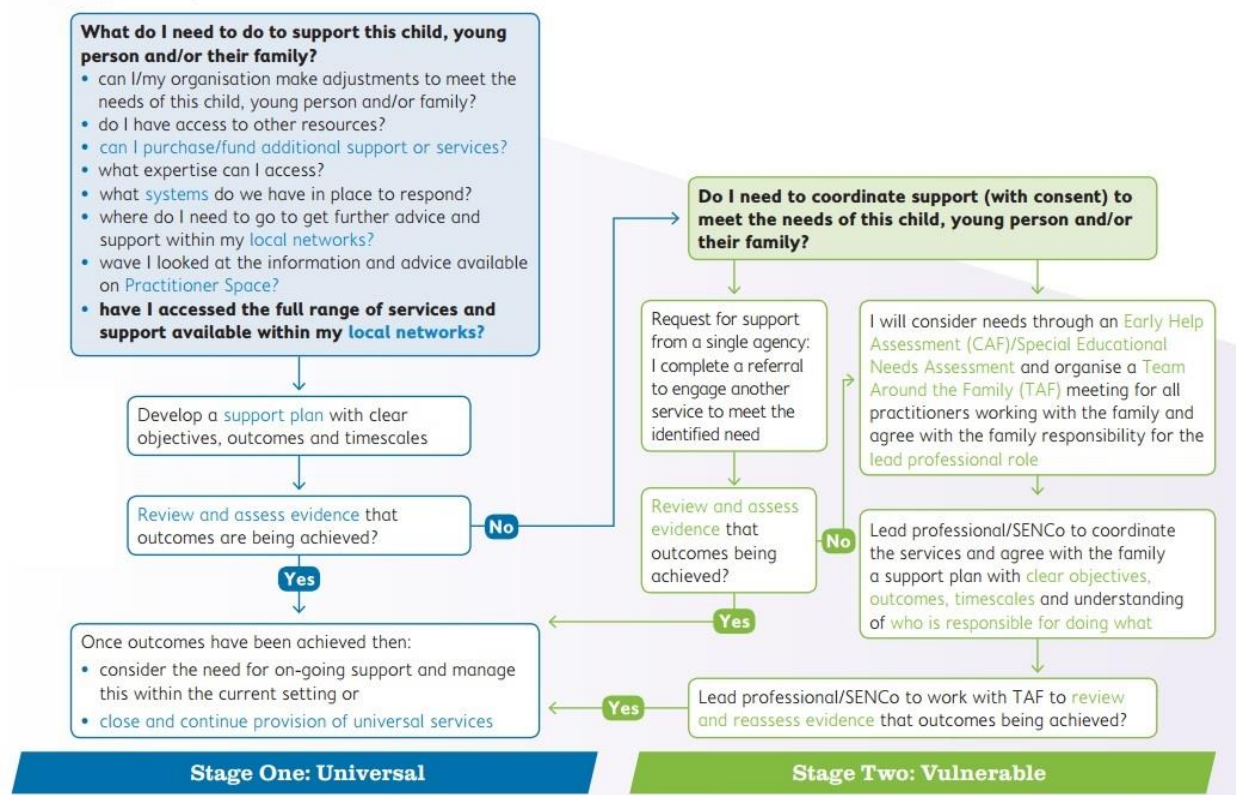 What do I need to do to support this child, young
person and/or their family?
• can I/my organisation make adjustments to meet the
needs of this child, young person and/or family?
• do I have access to other resources?
• can I purchase/fund additional support or services?
• what expertise can I access?
• what systems do we have in place to respond?
• where do I need to go to get further advice and
support within my local networks?
• wave I looked at the information and advice available
on Practitioner Space?
• have I accessed the full range of services and
support available within my local networks?
Develop a support plan with clear
objectives, outcomes and timescales
Review and assess evidence that
outcomes are being achieved?
No
Yes
Once outcomes have been achieved then:
• consider the need for on-going support and manage
this within the current setting or
• close and continue provision of universal services
Stage One: Universal
Do I need to coordinate support (with consent) to
meet the needs of this child, young person and/or
their family?
Request for support
from a single agency:
I complete a referral
to engage another
service to meet the
identified need
Review and assess
evidence that
outcomes being
achieved?
No
Yes
I will consider needs through an Early Help
Assessment (CAF)/Special Educational
Needs Assessment and organise a Team
Around the Family (TAF) meeting for all
practitioners working with the family and
agree with the family responsibility for the
lead professional role
Lead professional/SENCo to coordinate
the services and agree with the family
a support plan with clear objectives,
outcomes, timescales and understanding
of who is responsible for doing what
Lead professional/SENCo to work with TAF to review
and reassess evidence that outcomes being achieved?
Yes
Stage Two: Vulnerable